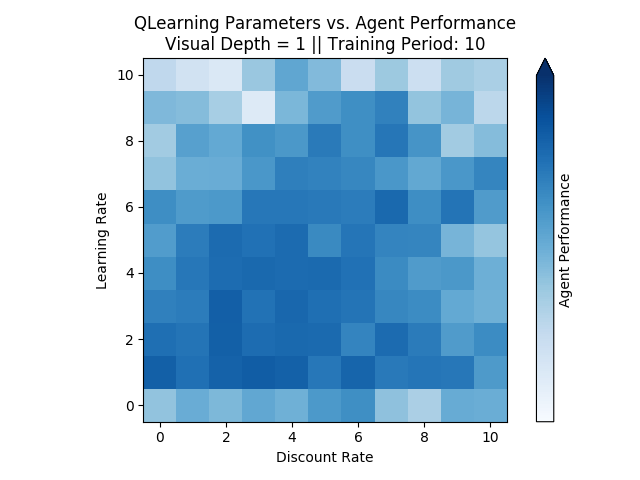 QLearning Parameters vs. Agent Performance
Visual Depth = 1 || Training Period: 10
10
8
6
4
2
0
Learning Rate
0 2 4 6 8 10
Discount Rate
Agent Performance